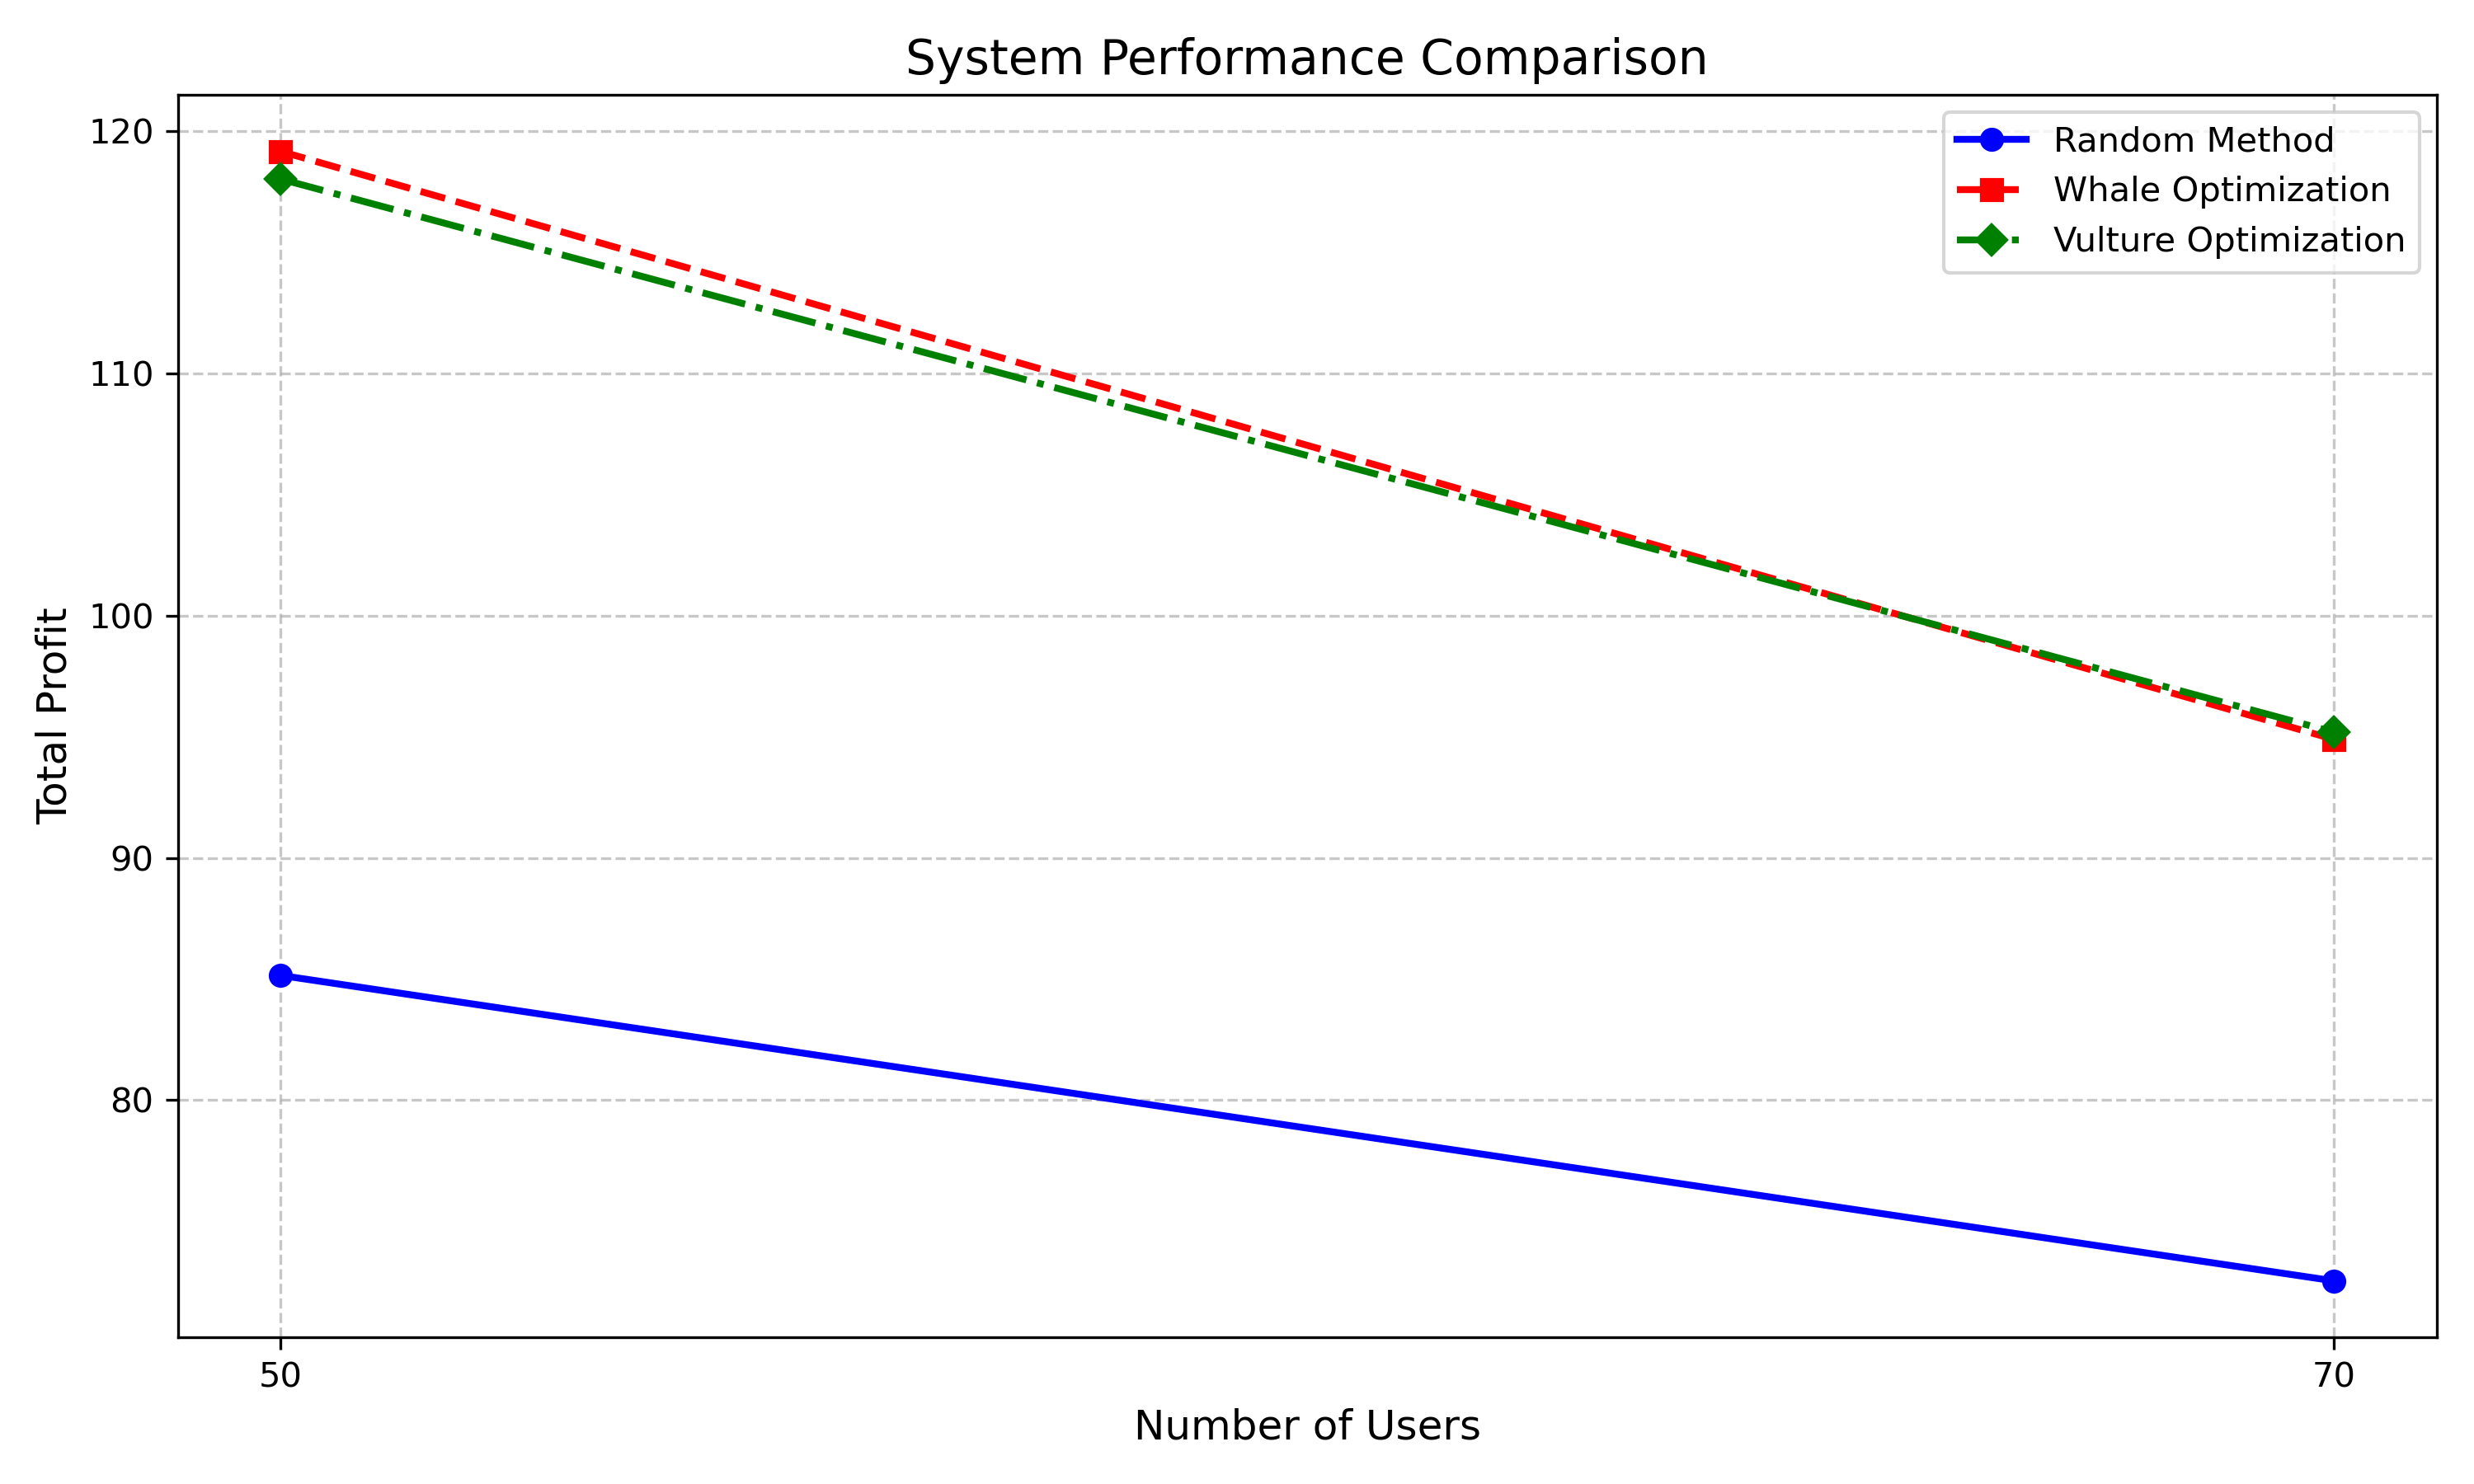 System Performance Comparison
Random Method
Whale Optimization
Vulture Optimization
120
110
100
90
80
Total Profit
50
70
Number of Users